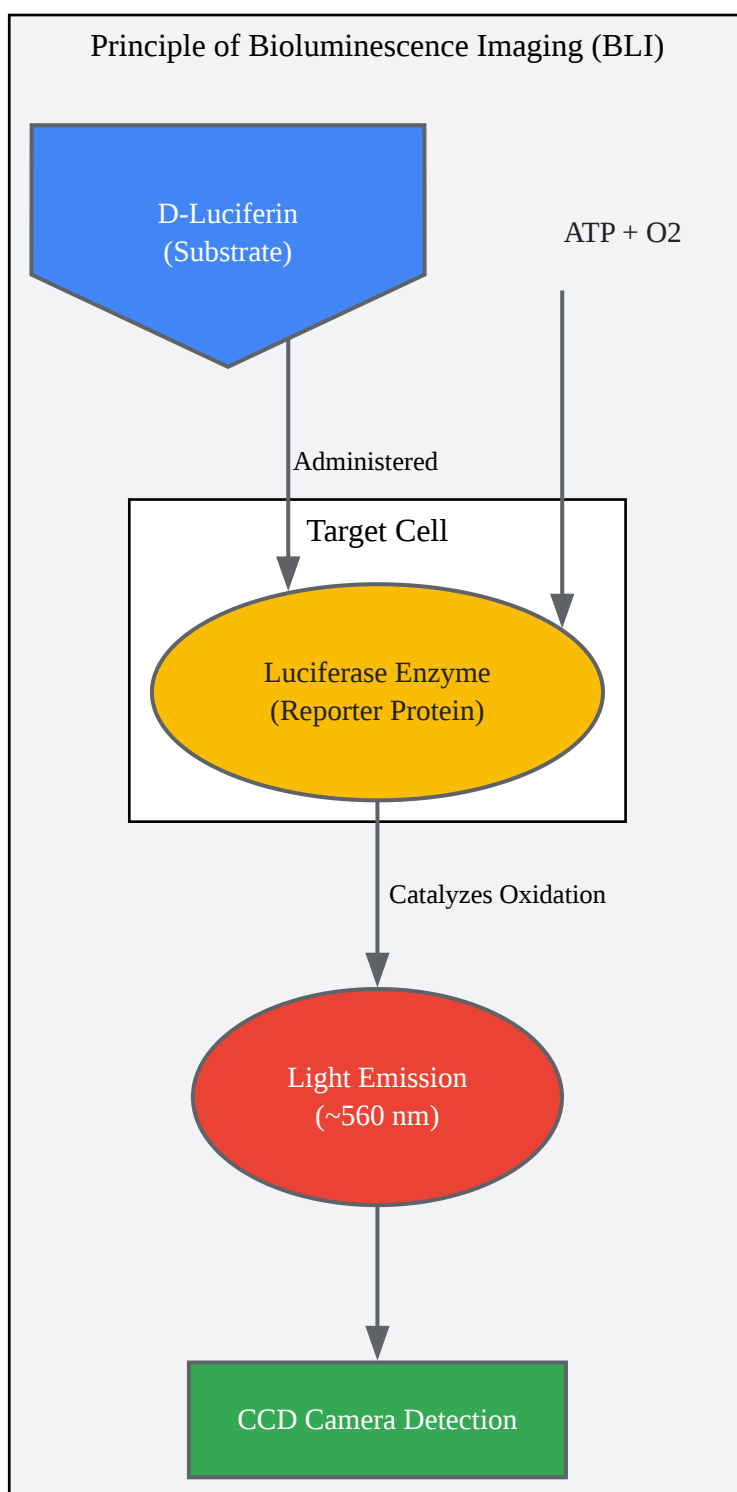 Principle of Bioluminescence Imaging (BLI)
D-Luciferin
(Substrate)
ATP + O2
Administered
Target Cell
Luciferase Enzyme
(Reporter Protein)
Catalyzes Oxidation
Light Emission
(~560 nm)
CCD Camera Detection